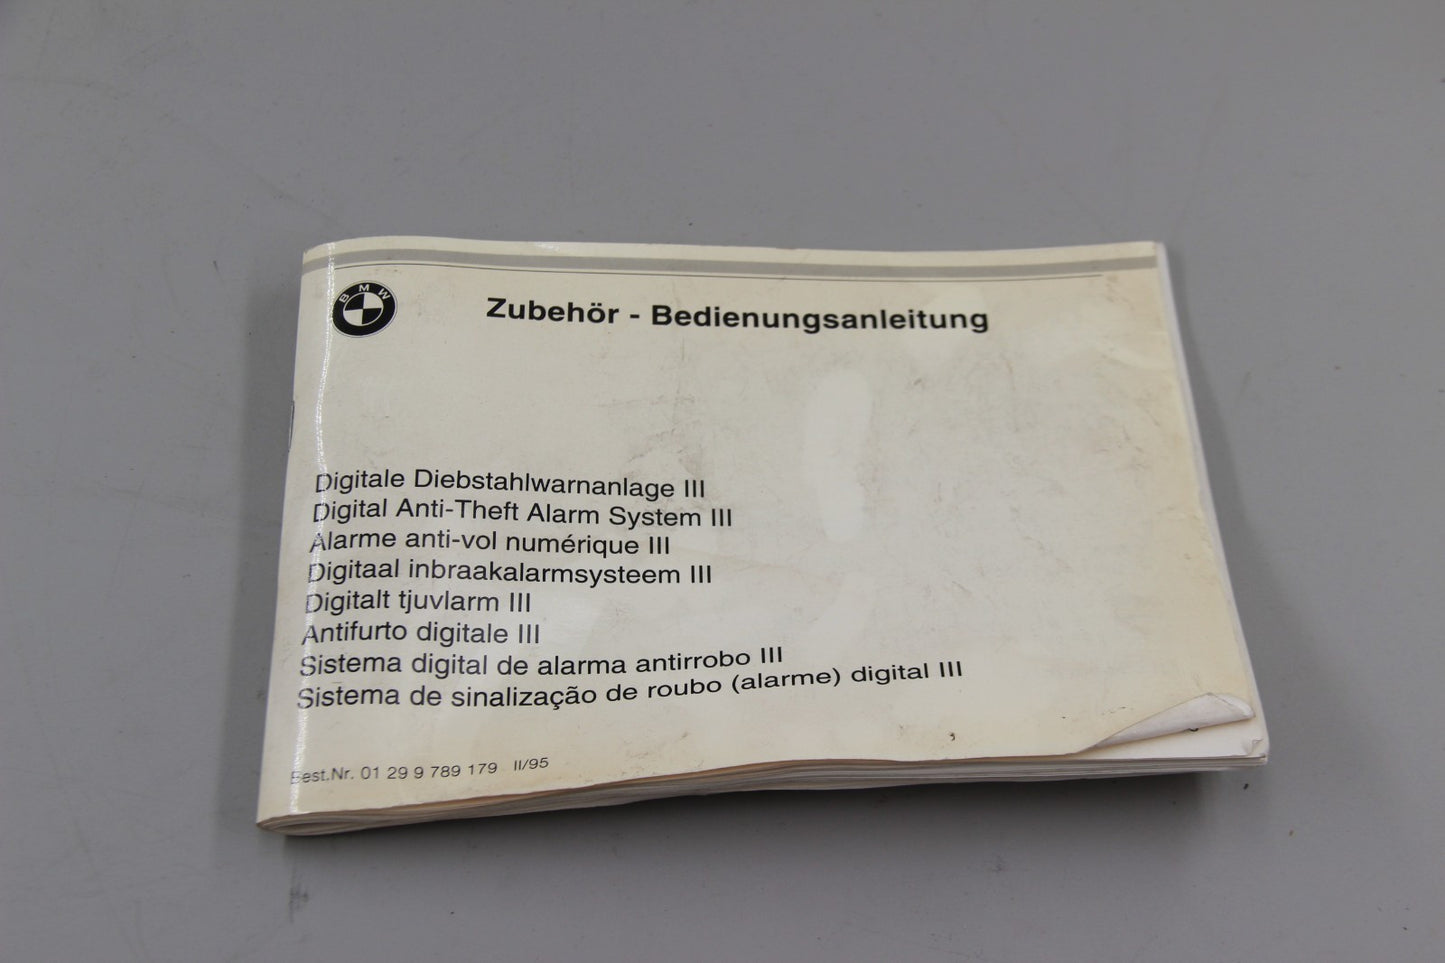 BMW
Zubehör - Bedienungsanleitung
Digitale Diebstahlwarnanlage III
Digital Anti-Theft Alarm System III
Alarme anti-vol numérique III
Digitaal inbraakalarmsysteem III
Digitalt tjuvlarm III
Antifurto digitale III
Sistema digital de alarma antirrobo III
Sistema de sinalização de roubo (alarme) digital III
Best.Nr. 01 29 9 789 179 II/95